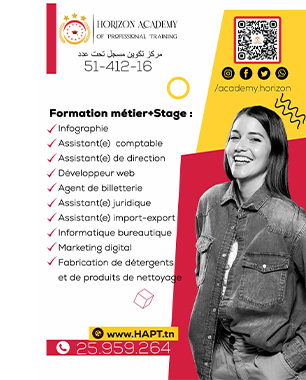 HORIZON ACADEMY
OF PROFESSIONAL TRAINING
مركز تكوين مسجل تحت عدد
51-412-16
/academy.horizon
Formation métier+Stage :
Infographie
Assistant(e) comptable
Assistant(e) de direction
Développeur web
Agent de billetterie
Assistant(e) juridique
Assistant(e) import-export
Informatique bureautique
Marketing digital
Fabrication de détergents
et de produits de nettoyage
www.HAPT.tn
25.959.264